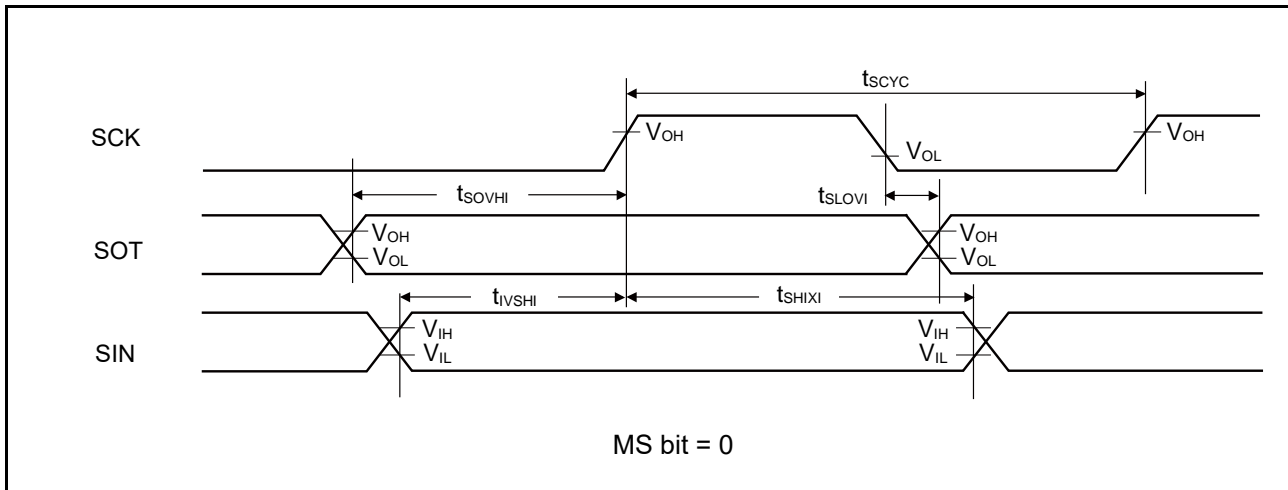 tSCYC
SCK
VOH
VOL
VOH
tSOVHI
tSLOVI
SOT
VOH
VOL
VOH
VOL
tIVSHI
tSHIXI
SIN
VIH
VIL
VIH
VIL
MS bit = 0